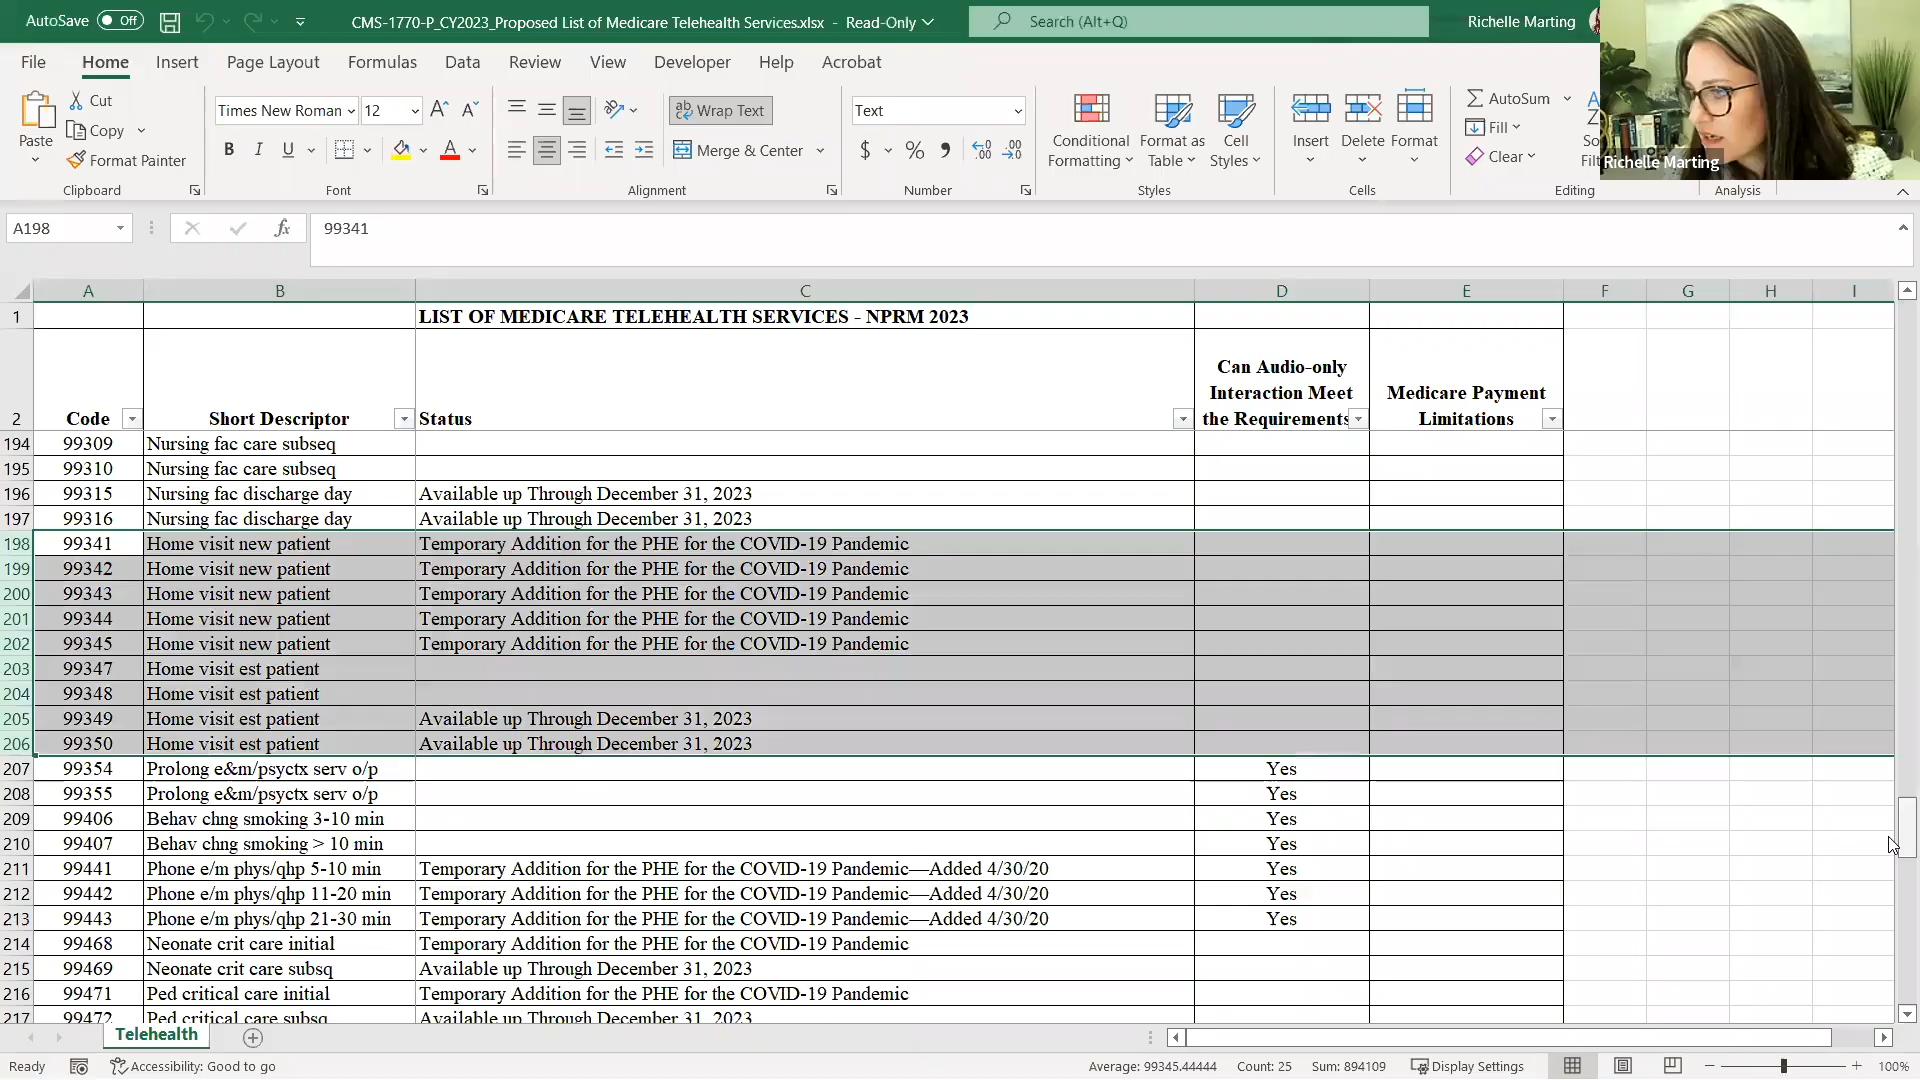 AutoSave Off CMS-1770-P_CY2023_Proposed List of Medicare Telehealth Services.xlsx - Read-Only Search (Alt+Q) Richelle Marting
File Home Insert Page Layout Formulas Data Review View Developer Help Acrobat
Paste Cut Copy Format Painter Clipboard
Times New Roman 12 B I U Font
Wrap Text Merge & Center Alignment
Text $ % Number
Conditional Formatting Format as Table Cell Styles Styles
Insert Delete Format Cells
AutoSum Fill Clear Editing
Analysis
Richelle Marting
A198 fx 99341
A B C D E F G H I
1 LIST OF MEDICARE TELEHEALTH SERVICES - NPRM 2023
2 Code Short Descriptor Status Can Audio-only Interaction Meet the Requirements Medicare Payment Limitations
194 99309 Nursing fac care subseq
195 99310 Nursing fac care subseq
196 99315 Nursing fac discharge day Available up Through December 31, 2023
197 99316 Nursing fac discharge day Available up Through December 31, 2023
198 99341 Home visit new patient Temporary Addition for the PHE for the COVID-19 Pandemic
199 99342 Home visit new patient Temporary Addition for the PHE for the COVID-19 Pandemic
200 99343 Home visit new patient Temporary Addition for the PHE for the COVID-19 Pandemic
201 99344 Home visit new patient Temporary Addition for the PHE for the COVID-19 Pandemic
202 99345 Home visit new patient Temporary Addition for the PHE for the COVID-19 Pandemic
203 99347 Home visit est patient
204 99348 Home visit est patient
205 99349 Home visit est patient Available up Through December 31, 2023
206 99350 Home visit est patient Available up Through December 31, 2023
207 99354 Prolong e&m/psyctx serv o/p Yes
208 99355 Prolong e&m/psyctx serv o/p Yes
209 99406 Behav chng smoking 3-10 min Yes
210 99407 Behav chng smoking > 10 min Yes
211 99441 Phone e/m phys/qhp 5-10 min Temporary Addition for the PHE for the COVID-19 Pandemic—Added 4/30/20 Yes
212 99442 Phone e/m phys/qhp 11-20 min Temporary Addition for the PHE for the COVID-19 Pandemic—Added 4/30/20 Yes
213 99443 Phone e/m phys/qhp 21-30 min Temporary Addition for the PHE for the COVID-19 Pandemic—Added 4/30/20 Yes
214 99468 Neonate crit care initial Temporary Addition for the PHE for the COVID-19 Pandemic
215 99469 Neonate crit care subsq Available up Through December 31, 2023
216 99471 Ped critical care initial Temporary Addition for the PHE for the COVID-19 Pandemic
217 99472 Ped critical care subsq Available up Through December 31, 2023
Telehealth
Ready Accessibility: Good to go Average: 99345.44444 Count: 25 Sum: 894109 Display Settings 100%